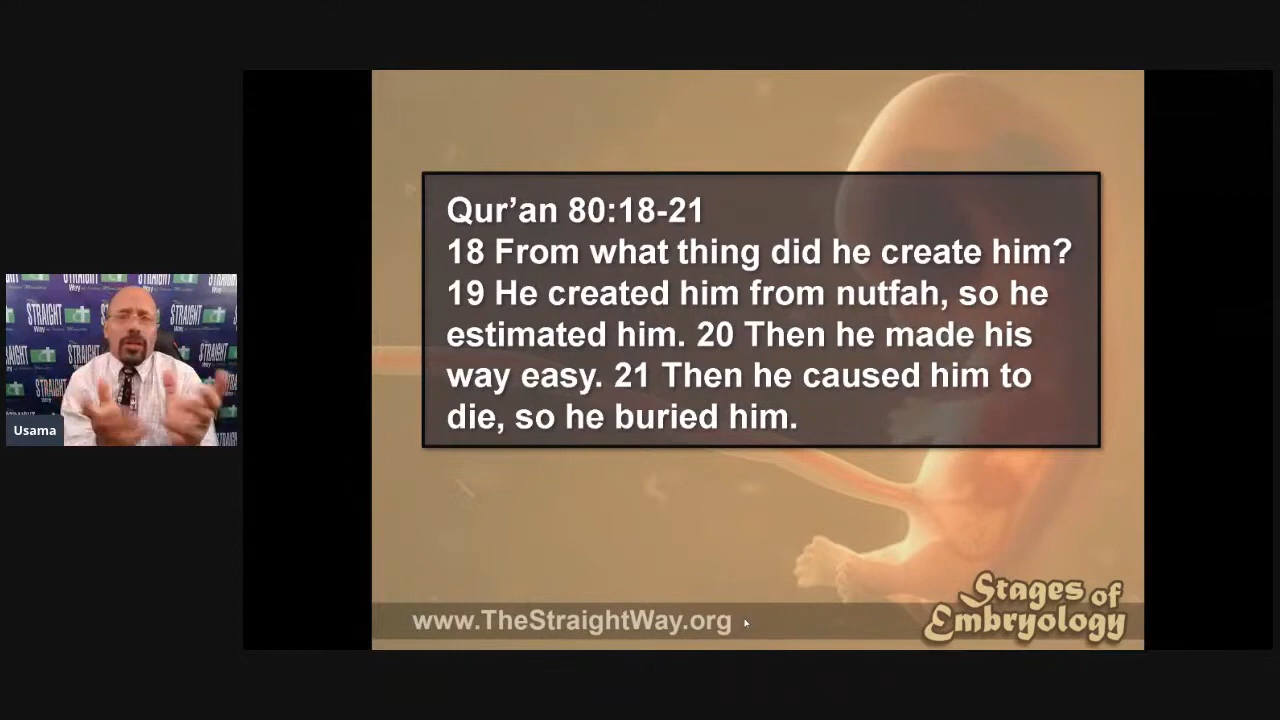 Qur’an 80:18-21
18 From what thing did he create him?
19 He created him from nutfah, so he
estimated him. 20 Then he made his
way easy. 21 Then he caused him to
die, so he buried him.
STRAIGHT
Way
Usama
www.TheStraightWay.org
Stages of
Embryology